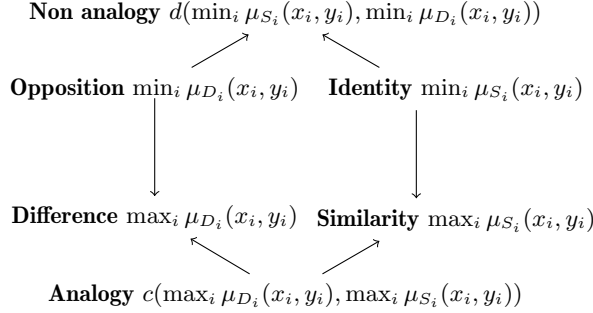 Non analogy d(min_i μ_{S_i}(x_i, y_i), min_i μ_{D_i}(x_i, y_i))
Opposition min_i μ_{D_i}(x_i, y_i) Identity min_i μ_{S_i}(x_i, y_i)
Difference max_i μ_{D_i}(x_i, y_i) Similarity max_i μ_{S_i}(x_i, y_i)
Analogy c(max_i μ_{D_i}(x_i, y_i), max_i μ_{S_i}(x_i, y_i))